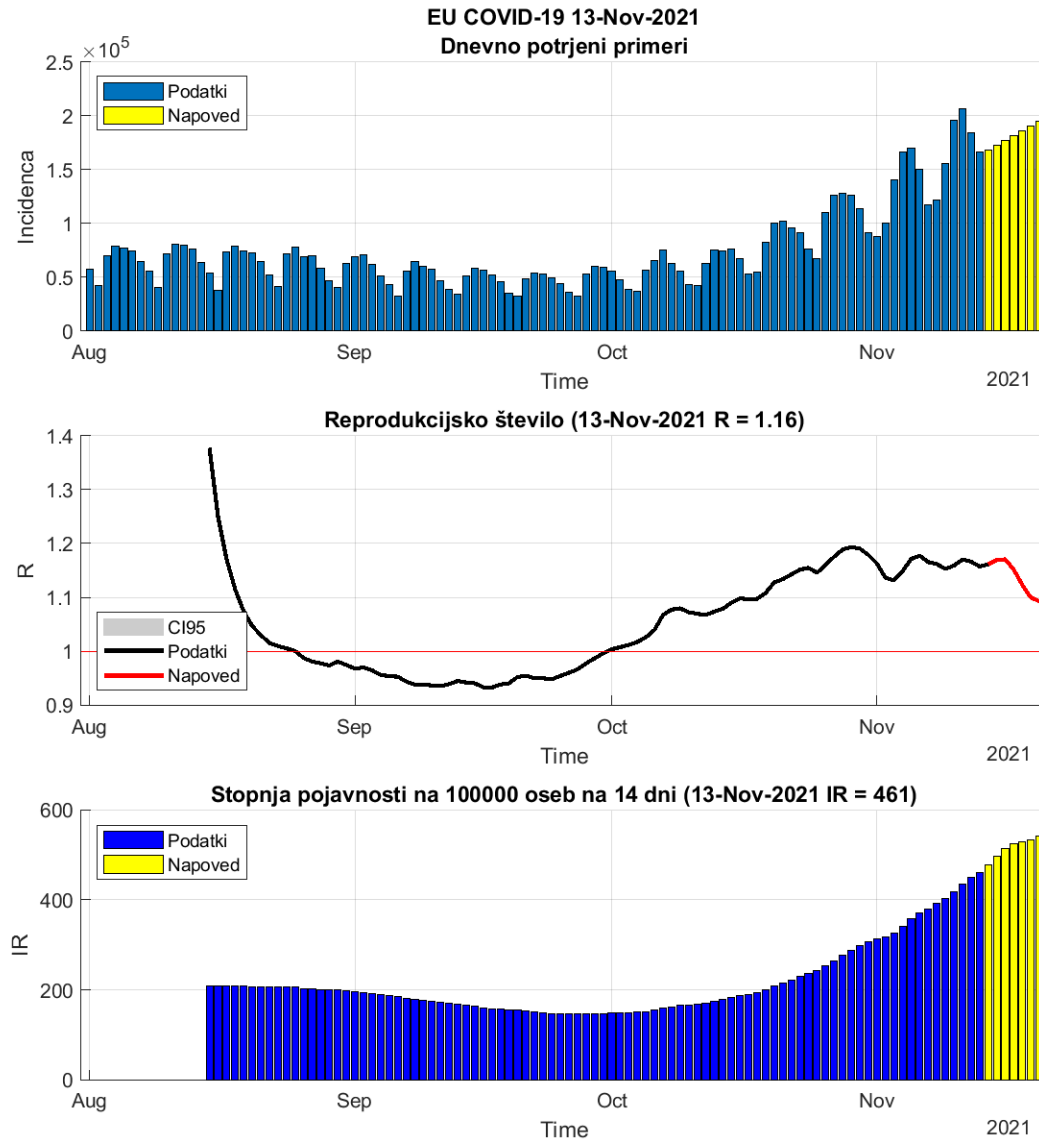 EU COVID-19 13-Nov-2021
Dnevno potrjeni primeri
×10⁵
2.5
2
1.5
1
0.5
0
Incidenca
Podatki
Napoved
Aug Sep Oct Nov
Time
2021
Reprodukcijsko število (13-Nov-2021 R = 1.16)
1.4
1.3
1.2
1.1
1
0.9
R
CI95
Podatki
Napoved
Aug Sep Oct Nov
Time
2021
Stopnja pojavnosti na 100000 oseb na 14 dni (13-Nov-2021 IR = 461)
600
400
200
0
IR
Podatki
Napoved
Aug Sep Oct Nov
Time
2021